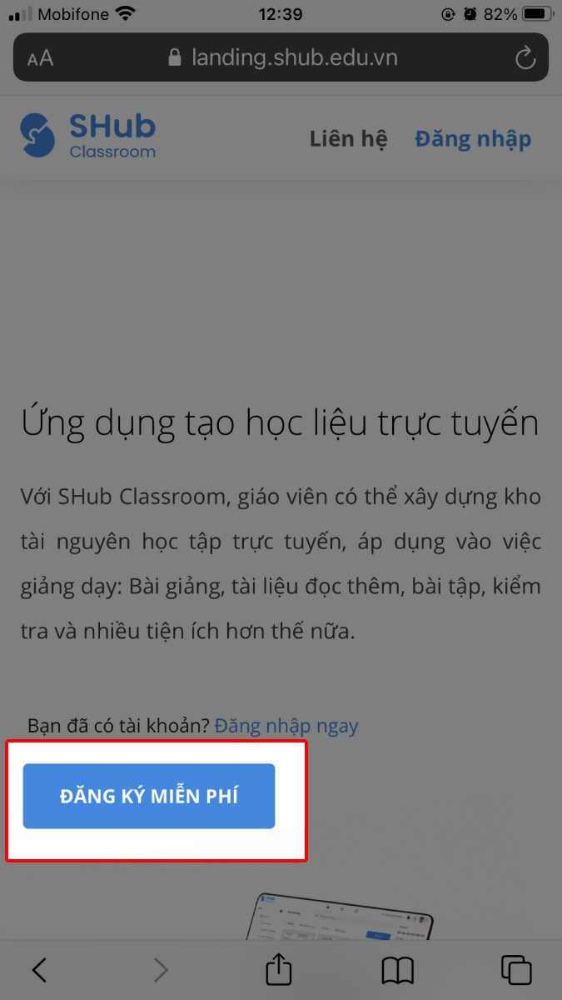 Mobifone
12:39
82%
AA
landing.shub.edu.vn
SHub
Classroom
Liên hệ
Đăng nhập
Ứng dụng tạo học liệu trực tuyến
Với SHub Classroom, giáo viên có thể xây dựng kho
tài nguyên học tập trực tuyến, áp dụng vào việc
giảng dạy: Bài giảng, tài liệu đọc thêm, bài tập, kiểm
tra và nhiều tiện ích hơn thế nữa.
Bạn đã có tài khoản? Đăng nhập ngay
ĐĂNG KÝ MIỄN PHÍ
SHub